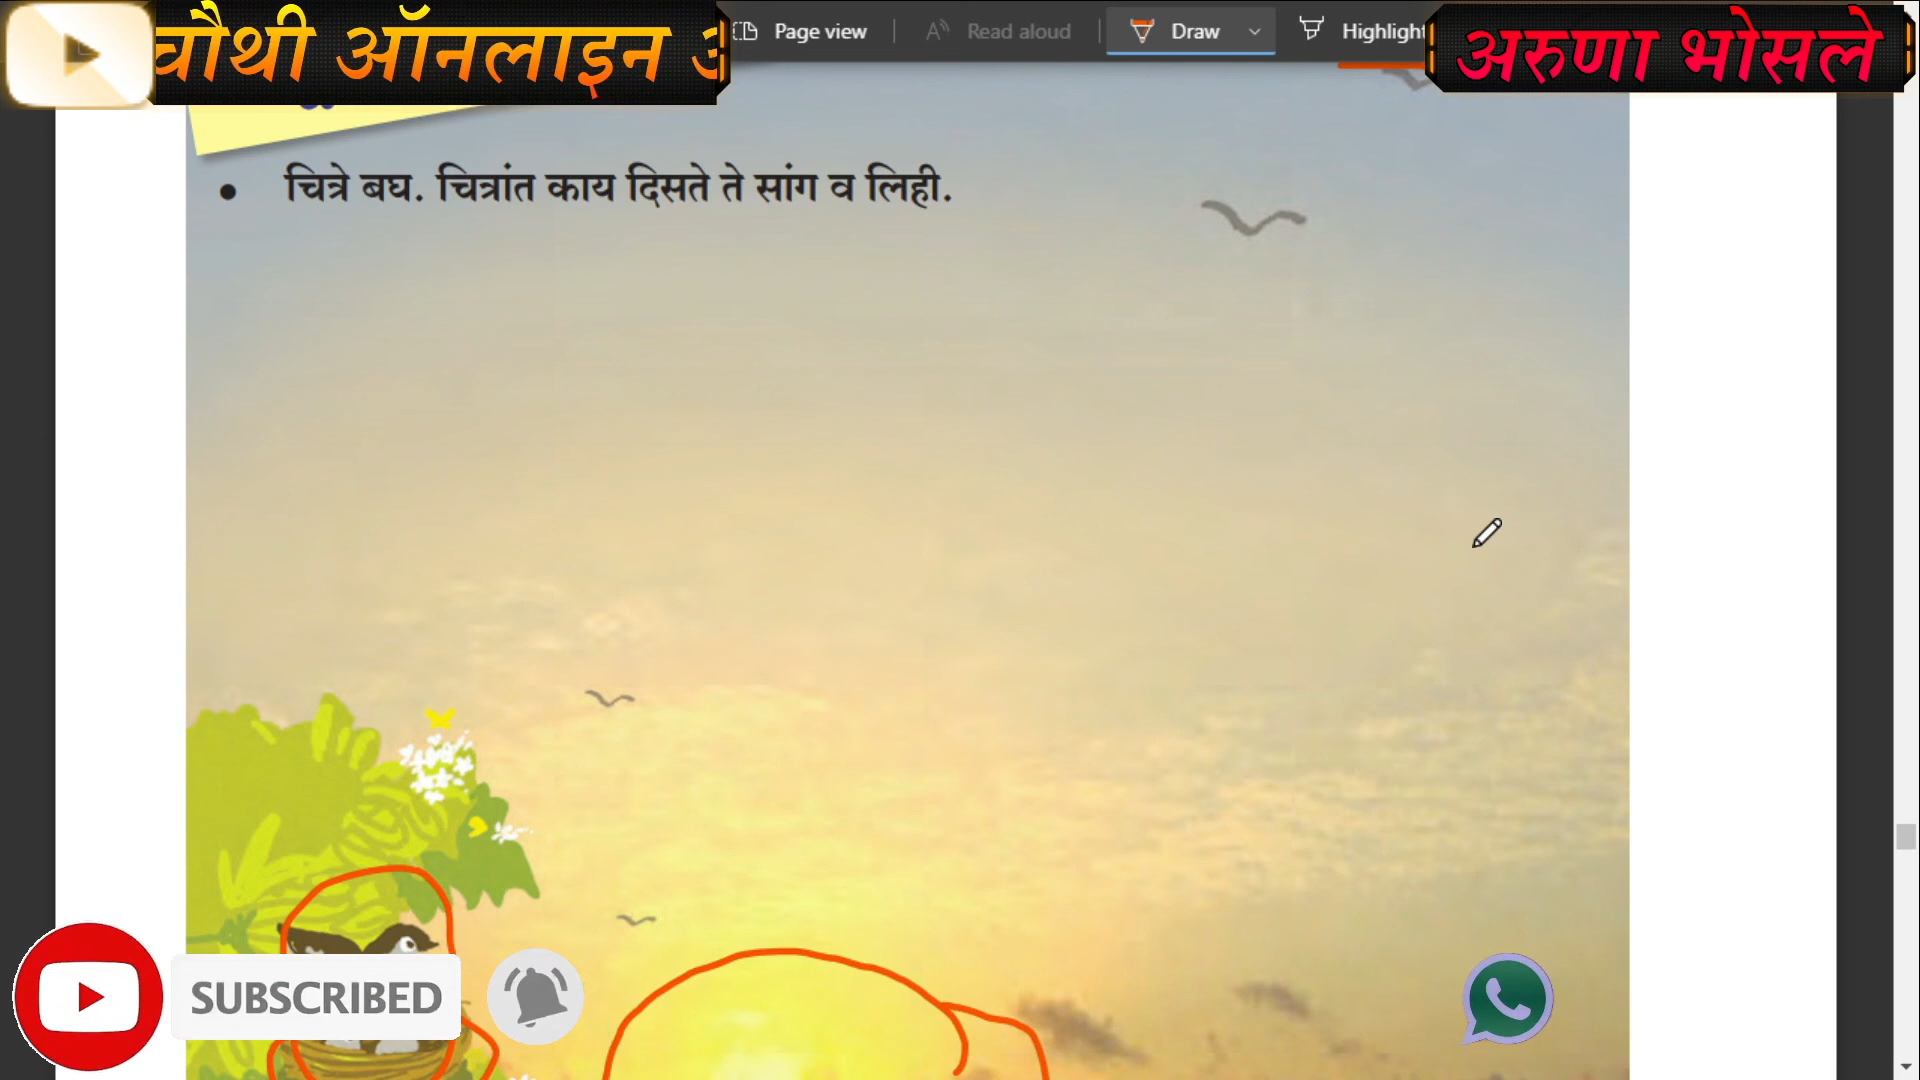 चौथी ऑनलाइन
Page view
Read aloud
Draw
Highlight
अरुणा भोसले
• चित्रे बघ. चित्रांत काय दिसते ते सांग व लिही.
SUBSCRIBED